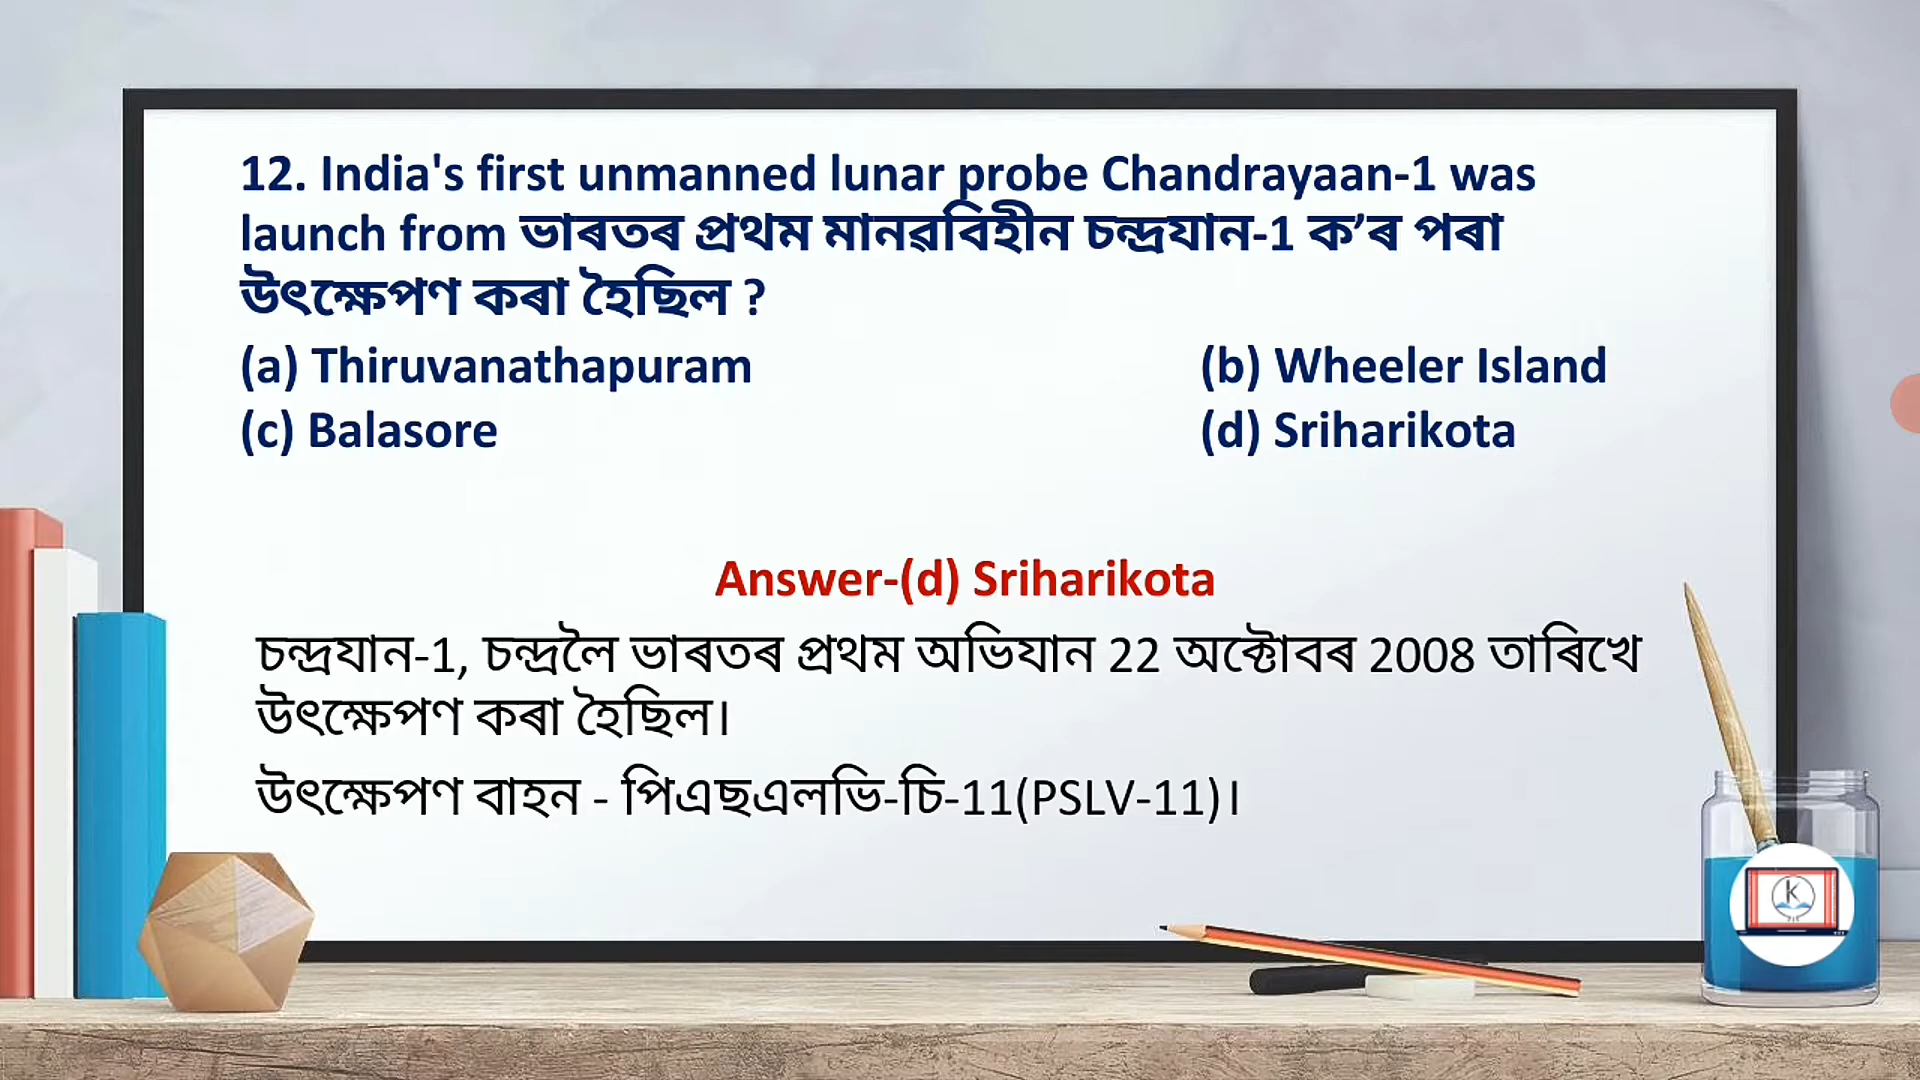 12. India's first unmanned lunar probe Chandrayaan-1 was
launch from ভাৰতৰ প্ৰথম মানৱবিহীন চন্দ্ৰযান-1 ক’ৰ পৰা
উৎক্ষেপণ কৰা হৈছিল ?
(a) Thiruvanathapuram (b) Wheeler Island
(c) Balasore (d) Sriharikota
Answer-(d) Sriharikota
চন্দ্ৰযান-1, চন্দ্ৰলৈ ভাৰতৰ প্ৰথম অভিযান 22 অক্টোবৰ 2008 তাৰিখে
উৎক্ষেপণ কৰা হৈছিল।
উৎক্ষেপণ বাহন - পিএছএলভি-চি-11(PSLV-11)।
K